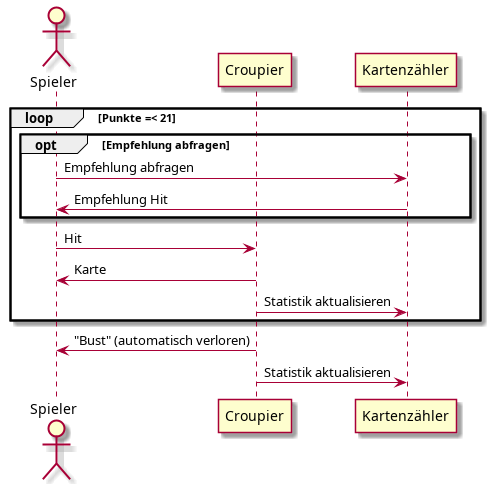 Spieler
Croupier
Kartenzähler
loop [Punkte =< 21]
opt [Empfehlung abfragen]
Empfehlung abfragen
Empfehlung Hit
Hit
Karte
Statistik aktualisieren
"Bust" (automatisch verloren)
Statistik aktualisieren
Spieler
Croupier
Kartenzähler